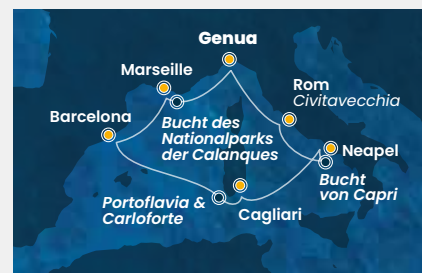 Genua
Marseille
Rom
Civitavecchia
Barcelona
Bucht des
Nationalparks
der Calanques
Neapel
Bucht
von Capri
Portoflavia &
Carloforte
Cagliari